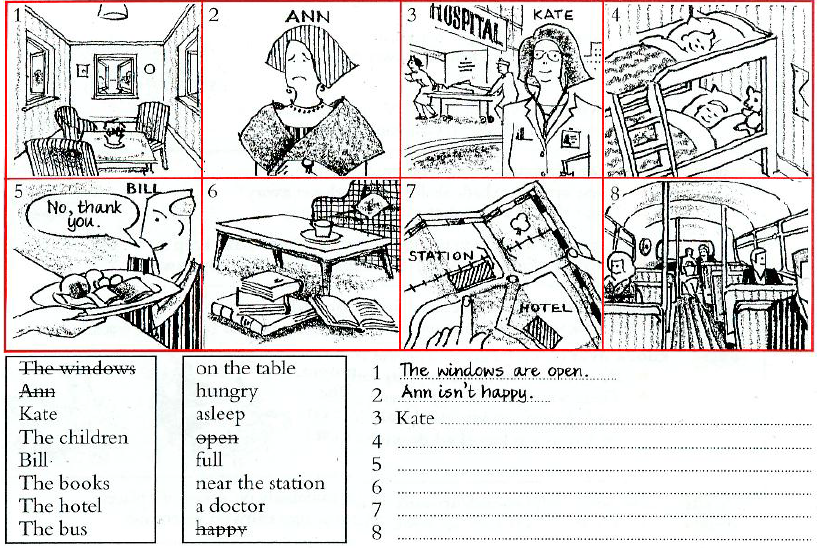 1
2
ANN
3
HOSPITAL
KATE
4
5
BILL
No, thank
you.
6
7
STATION
HOTEL
8
The windows
Ann
Kate
The children
Bill
The books
The hotel
The bus
on the table
hungry
asleep
open
full
near the station
a doctor
happy
1 The windows are open.
2 Ann isn't happy.
3 Kate
4
5
6
7
8